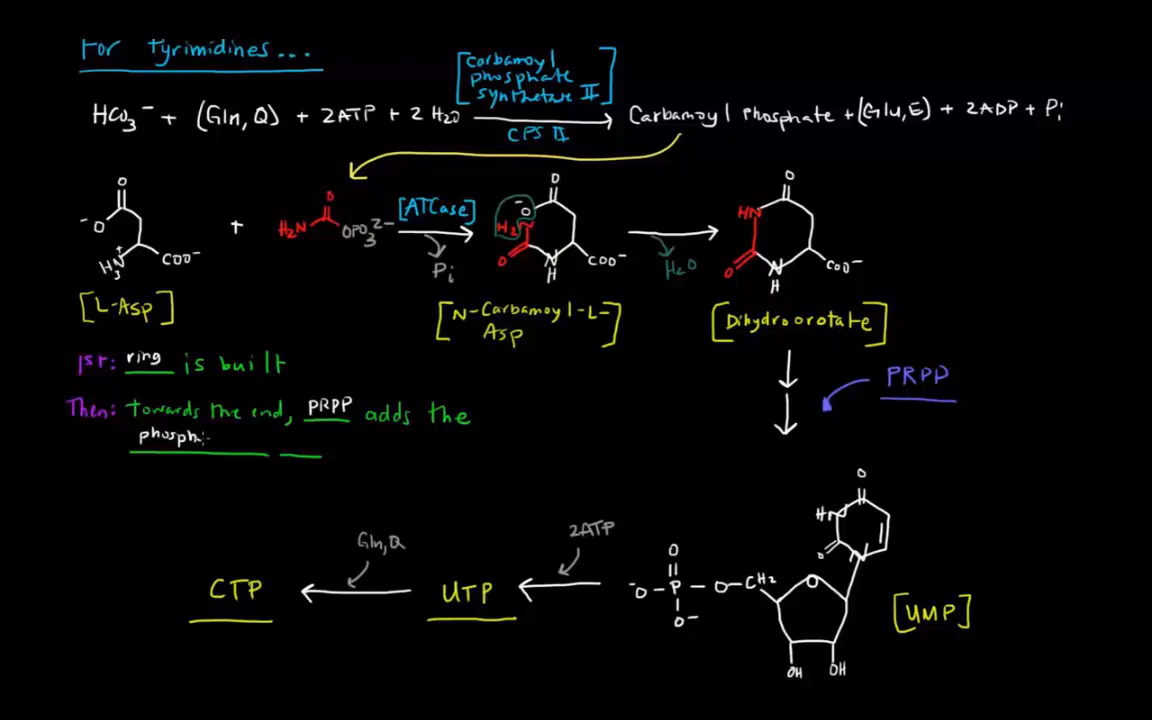 For Pyrimidines...
[Carbamoyl phosphate synthetase II]
HCO3⁻ + (Gln, Q) + 2ATP + 2 H2O → Carbamoyl phosphate + (Glu, E) + 2ADP + Pi
CPS II
O
⁻O
H3N⁺
COO⁻
+
H2N
O
OPO3²⁻
[ATCase]
Pi
O
⁻O
H2N
O
N
H
COO⁻
H2O
O
HN
O
N
H
COO⁻
[L-Asp]
[N-Carbamoyl-L-Asp]
[Dihydroorotate]
1st: ring is built
PRPP
Then: Towards the end, PRPP adds the
phosph
O
HN
O
N
CTP
Gln, Q
UTP
2ATP
O
⁻O-P-O-CH2
O⁻
O
OH OH
[UMP]